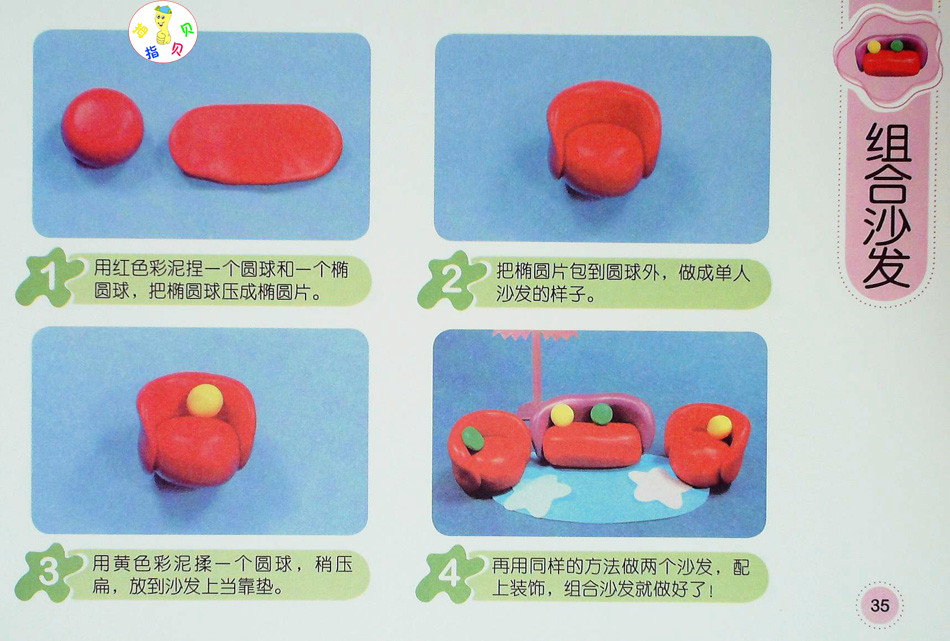 指
贝
贝
1
用红色彩泥捏一个圆球和一个椭
圆球，把椭圆球压成椭圆片。
2
把椭圆片包到圆球外，做成单人
沙发的样子。
3
用黄色彩泥揉一个圆球，稍压
扁，放到沙发上当靠垫。
4
再用同样的方法做两个沙发，配
上装饰，组合沙发就做好了！
组合沙发
35